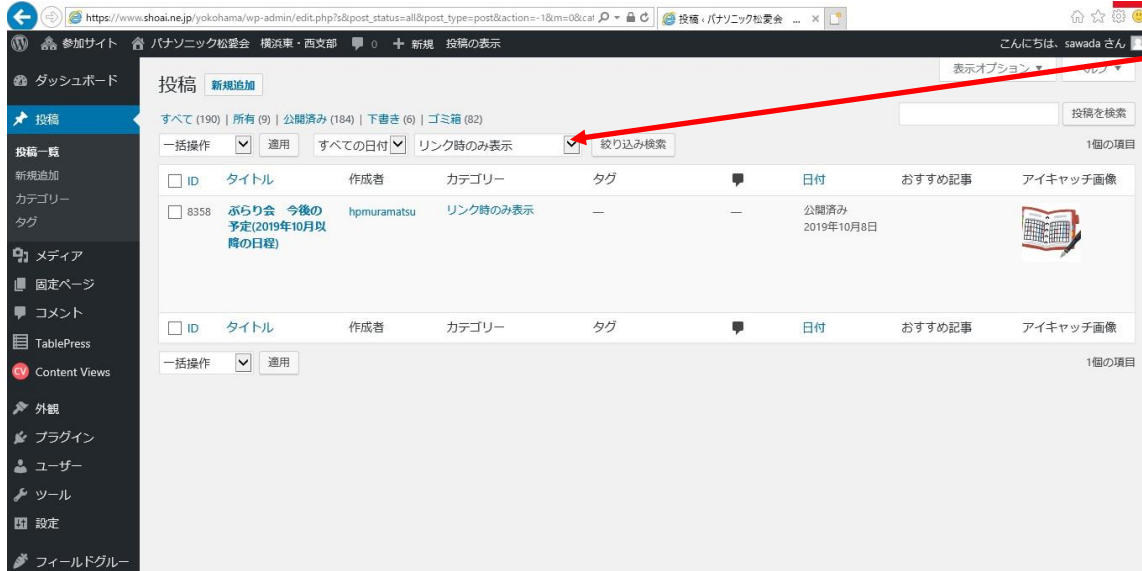 https://www.shoai.ne.jp/yokohama/wp-admin/edit.php?s&post_status=all&post_type=post&action=-1&m=0&cat
投稿 ‹ パナソニック松愛会 ...
参加サイト パナソニック松愛会 横浜東・西支部 0 + 新規 投稿の表示
こんにちは、sawada さん
ダッシュボード
投稿
投稿一覧
新規追加
カテゴリー
タグ
メディア
固定ページ
コメント
TablePress
CV Content Views
外観
プラグイン
ユーザー
ツール
設定
フィールドグルー
表示オプション ▼
投稿 新規追加
すべて (190) | 所有 (9) | 公開済み (184) | 下書き (6) | ゴミ箱 (82)
投稿を検索
一括操作 適用 すべての日付 リンク時のみ表示 絞り込み検索 1個の項目
ID タイトル 作成者 カテゴリー タグ 日付 おすすめ記事 アイキャッチ画像
8358 ぶらり会 今後の hpmuramatsu リンク時のみ表示 — — 公開済み
予定(2019年10月以 2019年10月8日
降の日程)
ID タイトル 作成者 カテゴリー タグ 日付 おすすめ記事 アイキャッチ画像
一括操作 適用 1個の項目